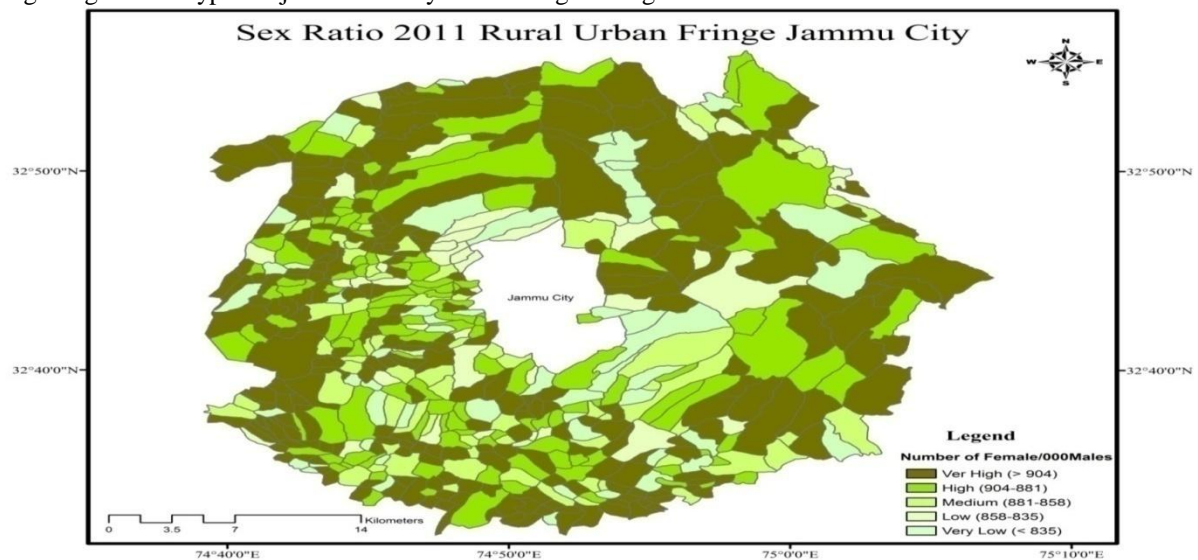 Sex Ratio 2011 Rural Urban Fringe Jammu City
N
W E
S
32°50'0"N
32°50'0"N
Jammu City
32°40'0"N
32°40'0"N
Legend
Number of Female/000Males
Ver High (> 904)
High (904-881)
Medium (881-858)
Low (858-835)
Very Low (< 835)
Kilometers
0 3.5 7 14
74°40'0"E
74°50'0"E
75°0'0"E
75°10'0"E